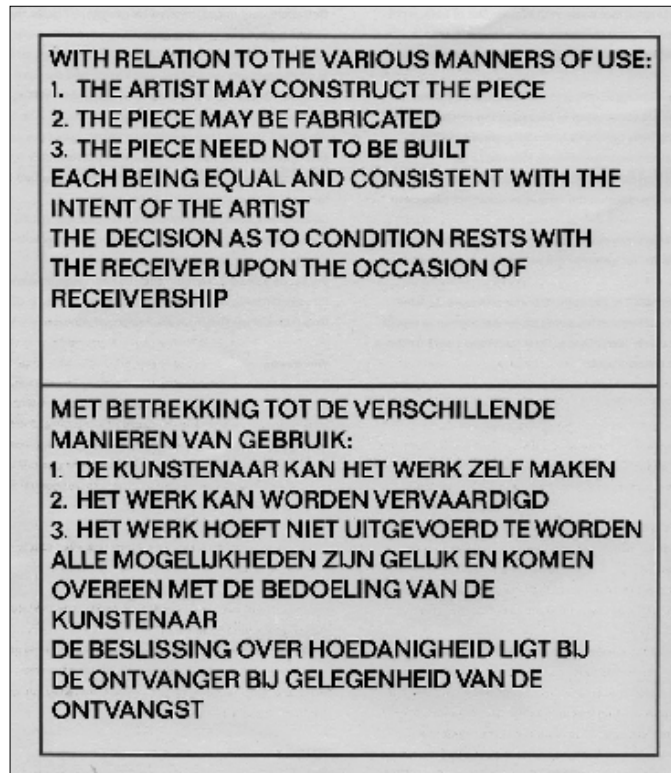 WITH RELATION TO THE VARIOUS MANNERS OF USE:
1. THE ARTIST MAY CONSTRUCT THE PIECE
2. THE PIECE MAY BE FABRICATED
3. THE PIECE NEED NOT TO BE BUILT
EACH BEING EQUAL AND CONSISTENT WITH THE
INTENT OF THE ARTIST
THE DECISION AS TO CONDITION RESTS WITH
THE RECEIVER UPON THE OCCASION OF
RECEIVERSHIP
MET BETREKKING TOT DE VERSCHILLENDE
MANIEREN VAN GEBRUIK:
1. DE KUNSTENAAR KAN HET WERK ZELF MAKEN
2. HET WERK KAN WORDEN VERVAARDIGD
3. HET WERK HOEFT NIET UITGEVOERD TE WORDEN
ALLE MOGELIJKHEDEN ZIJN GELIJK EN KOMEN
OVEREEN MET DE BEDOELING VAN DE
KUNSTENAAR
DE BESLISSING OVER HOEDANIGHEID LIGT BIJ
DE ONTVANGER BIJ GELEGENHEID VAN DE
ONTVANGST